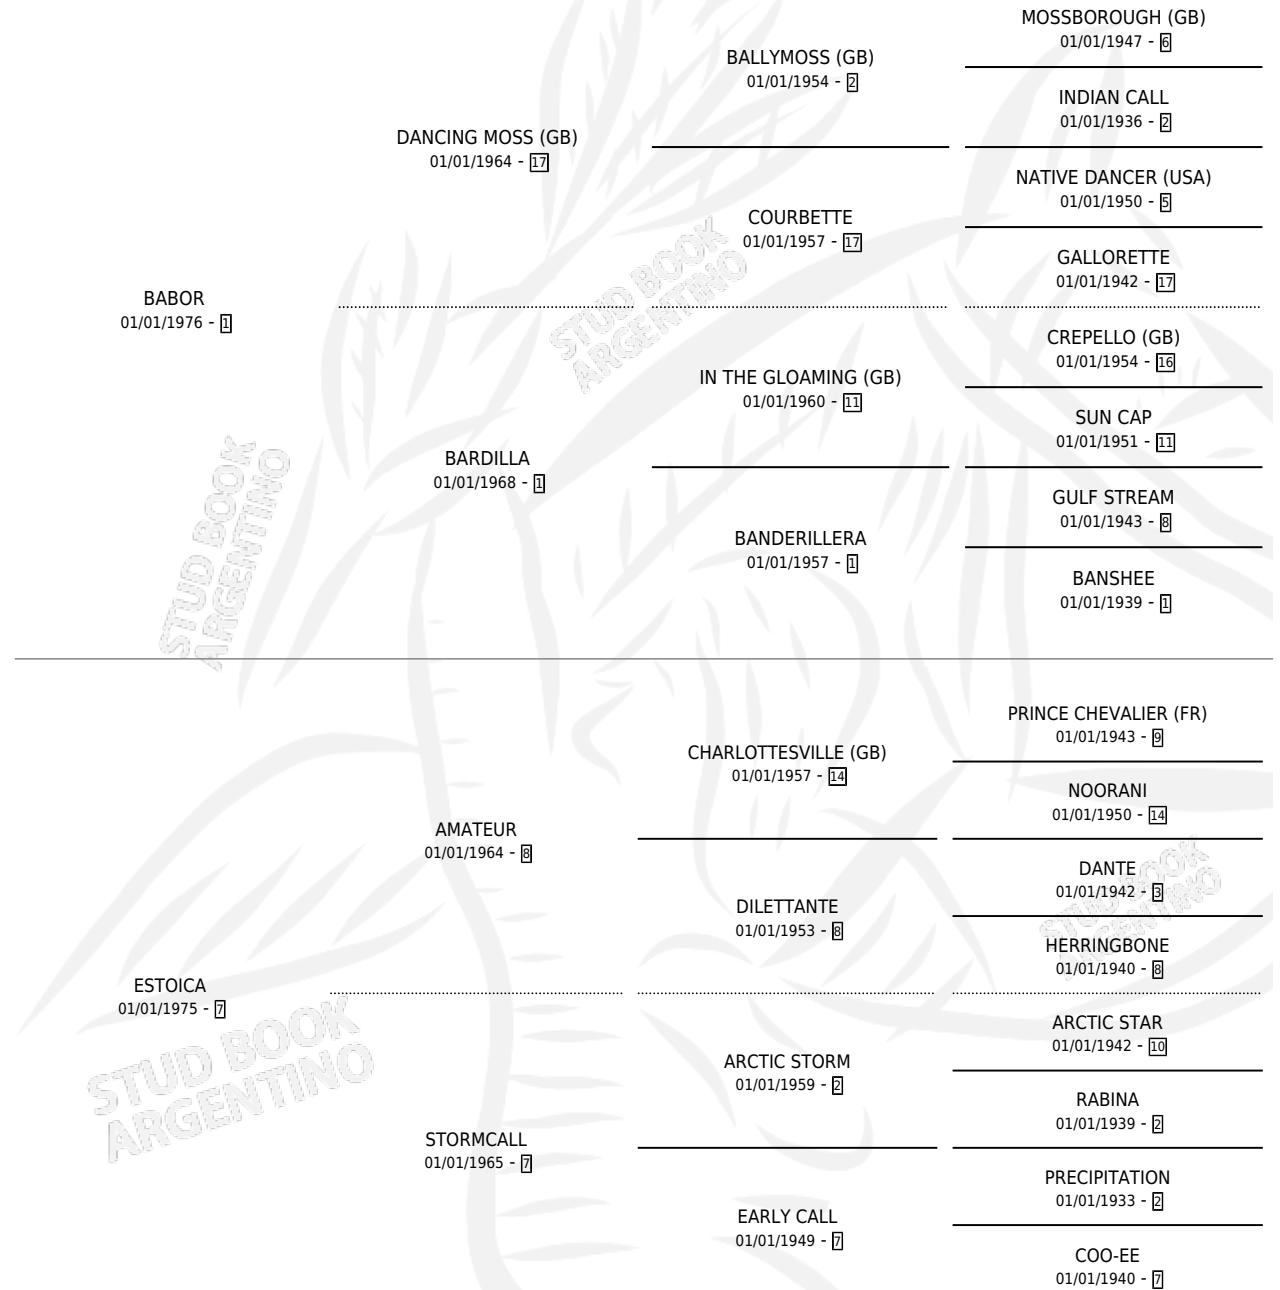 MOSSBOROUGH (GB)
01/01/1947 - 6
BALLYMOSS (GB)
01/01/1954 - 2
INDIAN CALL
01/01/1936 - 2
DANCING MOSS (GB)
01/01/1964 - 17
NATIVE DANCER (USA)
01/01/1950 - 5
COURBETTE
01/01/1957 - 17
GALLORETTE
01/01/1942 - 17
BABOR
01/01/1976 - 1
CREPELLO (GB)
01/01/1954 - 16
IN THE GLOAMING (GB)
01/01/1960 - 11
SUN CAP
01/01/1951 - 11
BARDILLA
01/01/1968 - 1
GULF STREAM
01/01/1943 - 8
BANDERILLERA
01/01/1957 - 1
BANSHEE
01/01/1939 - 1
STUD BOOK
ARGENTINO
STUD BOOK
ARGENTINO
PRINCE CHEVALIER (FR)
01/01/1943 - 9
CHARLOTTESVILLE (GB)
01/01/1957 - 14
NOORANI
01/01/1950 - 14
AMATEUR
01/01/1964 - 8
DANTE
01/01/1942 - 3
DILETTANTE
01/01/1953 - 8
HERRINGBONE
01/01/1940 - 8
ESTOICA
01/01/1975 - 7
ARCTIC STAR
01/01/1942 - 10
ARCTIC STORM
01/01/1959 - 2
RABINA
01/01/1939 - 2
STORMCALL
01/01/1965 - 7
PRECIPITATION
01/01/1933 - 2
EARLY CALL
01/01/1949 - 7
COO-EE
01/01/1940 - 7
STUD BOOK
ARGENTINO
STUD BOOK
ARGENTINO